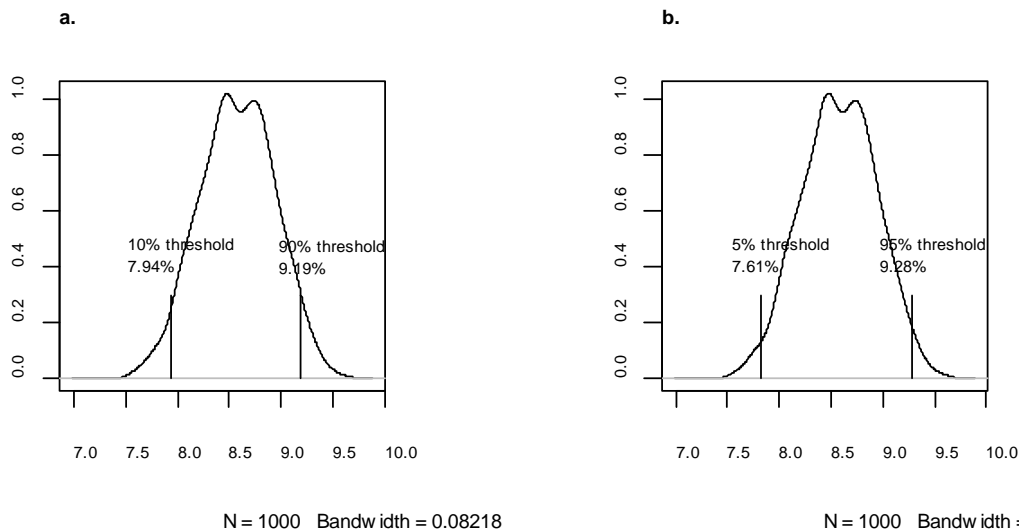 a.
1.0
0.8
0.6
0.4
0.2
0.0
10% threshold
7.94%
90% threshold
9.19%
7.0 7.5 8.0 8.5 9.0 9.5 10.0
N = 1000 Bandwidth = 0.08218
b.
1.0
0.8
0.6
0.4
0.2
0.0
5% threshold
7.61%
95% threshold
9.28%
7.0 7.5 8.0 8.5 9.0 9.5 10.0
N = 1000 Bandwidth =